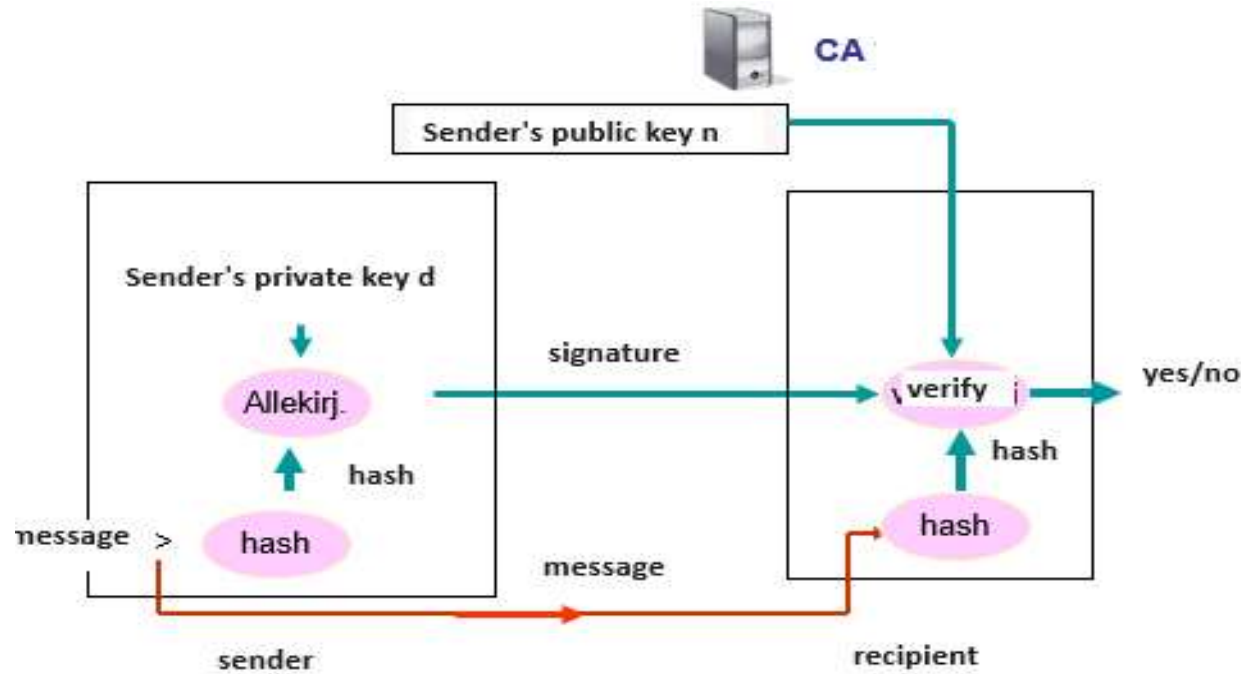 CA
Sender's public key n
Sender's private key d
signature
yes/no
Allekirj.
verify
hash
hash
message >
hash
hash
message
sender
recipient